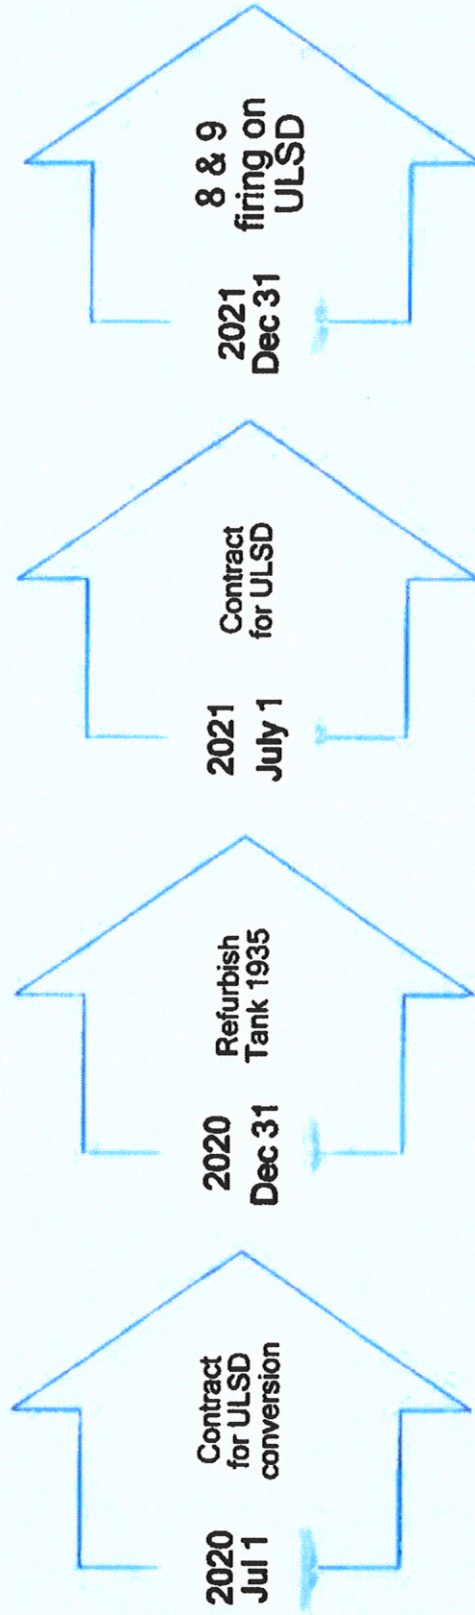 2020
Jul 1
Contract
for ULSD
conversion
2020
Dec 31
Refurbish
Tank 1935
2021
July 1
Contract
for ULSD
2021
Dec 31
8 & 9
firing on
ULSD